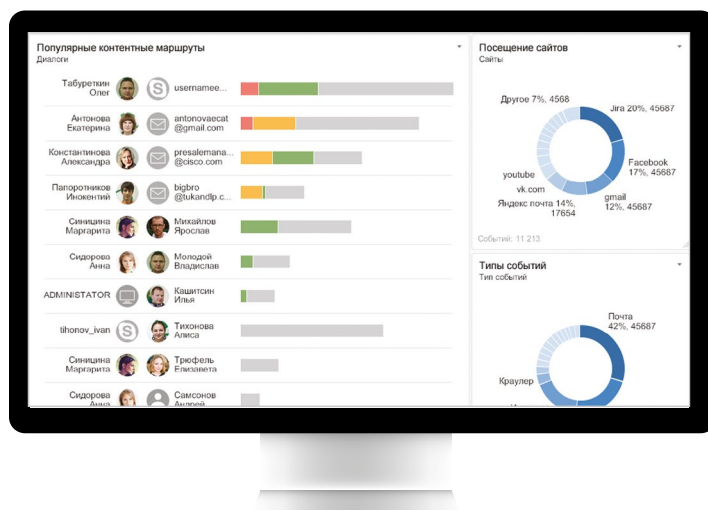 Популярные контентные маршруты
Диалоги
Табуреткин
Олег
usernamee...
Антонова
Екатерина
antonovaecat
@gmail.com
Константинова
Александра
presalemana...
@cisco.com
Папоротников
Инокентий
bigbro
@tukandlp.c...
Синицина
Маргарита
Михайлов
Ярослав
Сидорова
Анна
Молодой
Владислав
ADMINISTATOR
Кашитсин
Илья
tihonov_ivan
Тихонова
Алиса
Синицина
Маргарита
Трюфель
Елизавета
Сидорова
Анна
Самсонов
Андрей
Посещение сайтов
Сайты
Другое 7%, 4568
Jira 20%, 45687
Facebook
17%, 45687
gmail
12%, 45687
Яндекс почта 14%,
17654
vk.com
youtube
Событий: 11 213
Типы событий
Тип событий
Почта
42%, 45687
Краулер